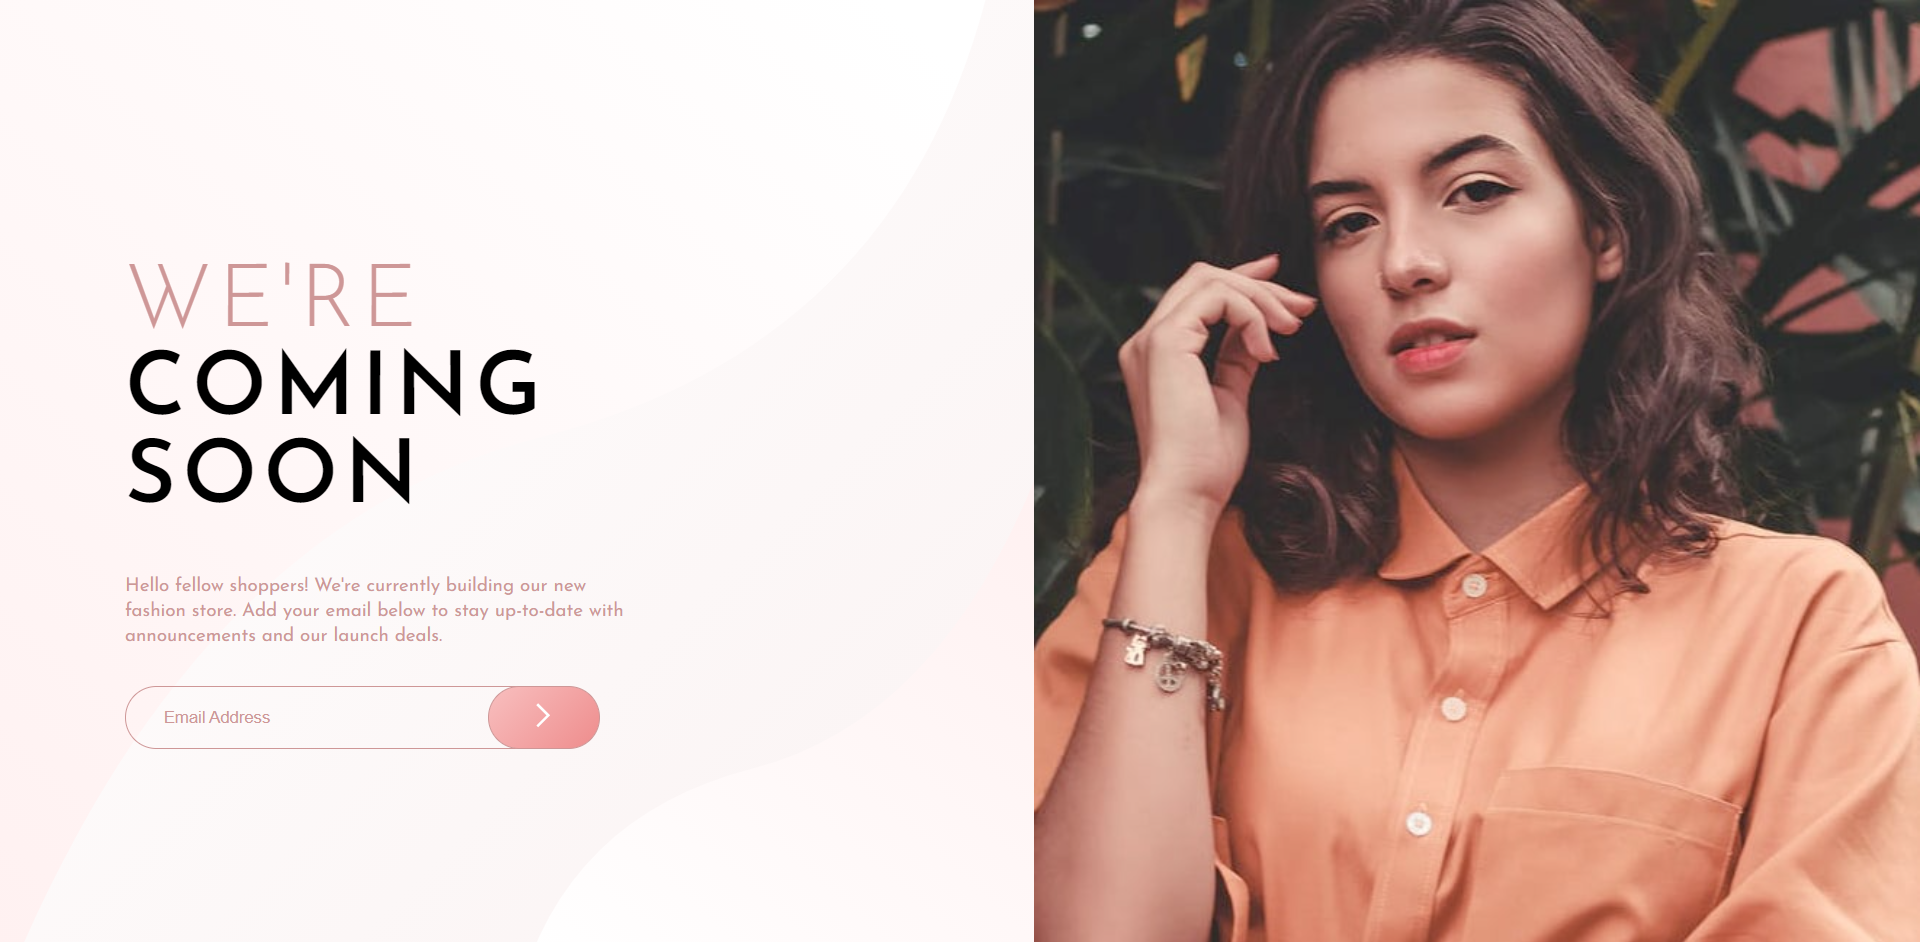 WE'RE
COMING
SOON
Hello fellow shoppers! We're currently building our new
fashion store. Add your email below to stay up-to-date with
announcements and our launch deals.
Email Address